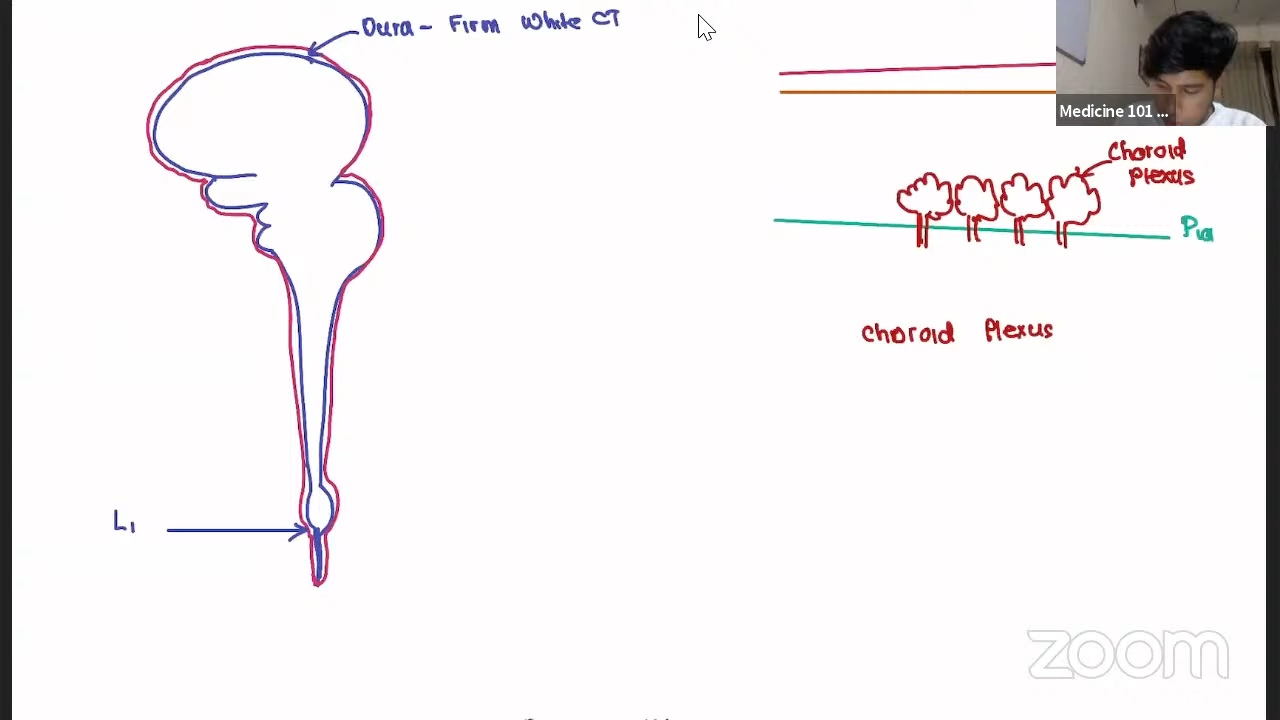 Dura - Firm White CT
Medicine 101 ...
Choroid
Plexus
Pia
Choroid Plexus
L1
zoom